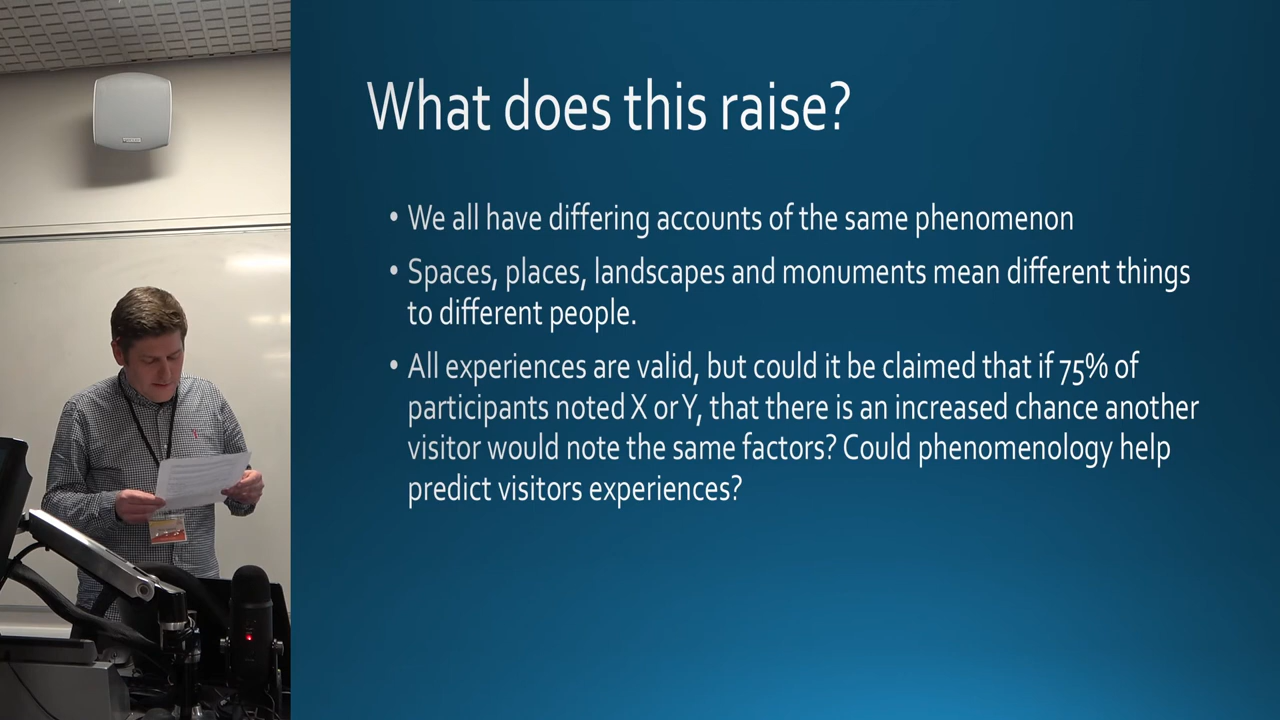 What does this raise?
• We all have differing accounts of the same phenomenon
• Spaces, places, landscapes and monuments mean different things
to different people.
• All experiences are valid, but could it be claimed that if 75% of
participants noted X or Y, that there is an increased chance another
visitor would note the same factors? Could phenomenology help
predict visitors experiences?